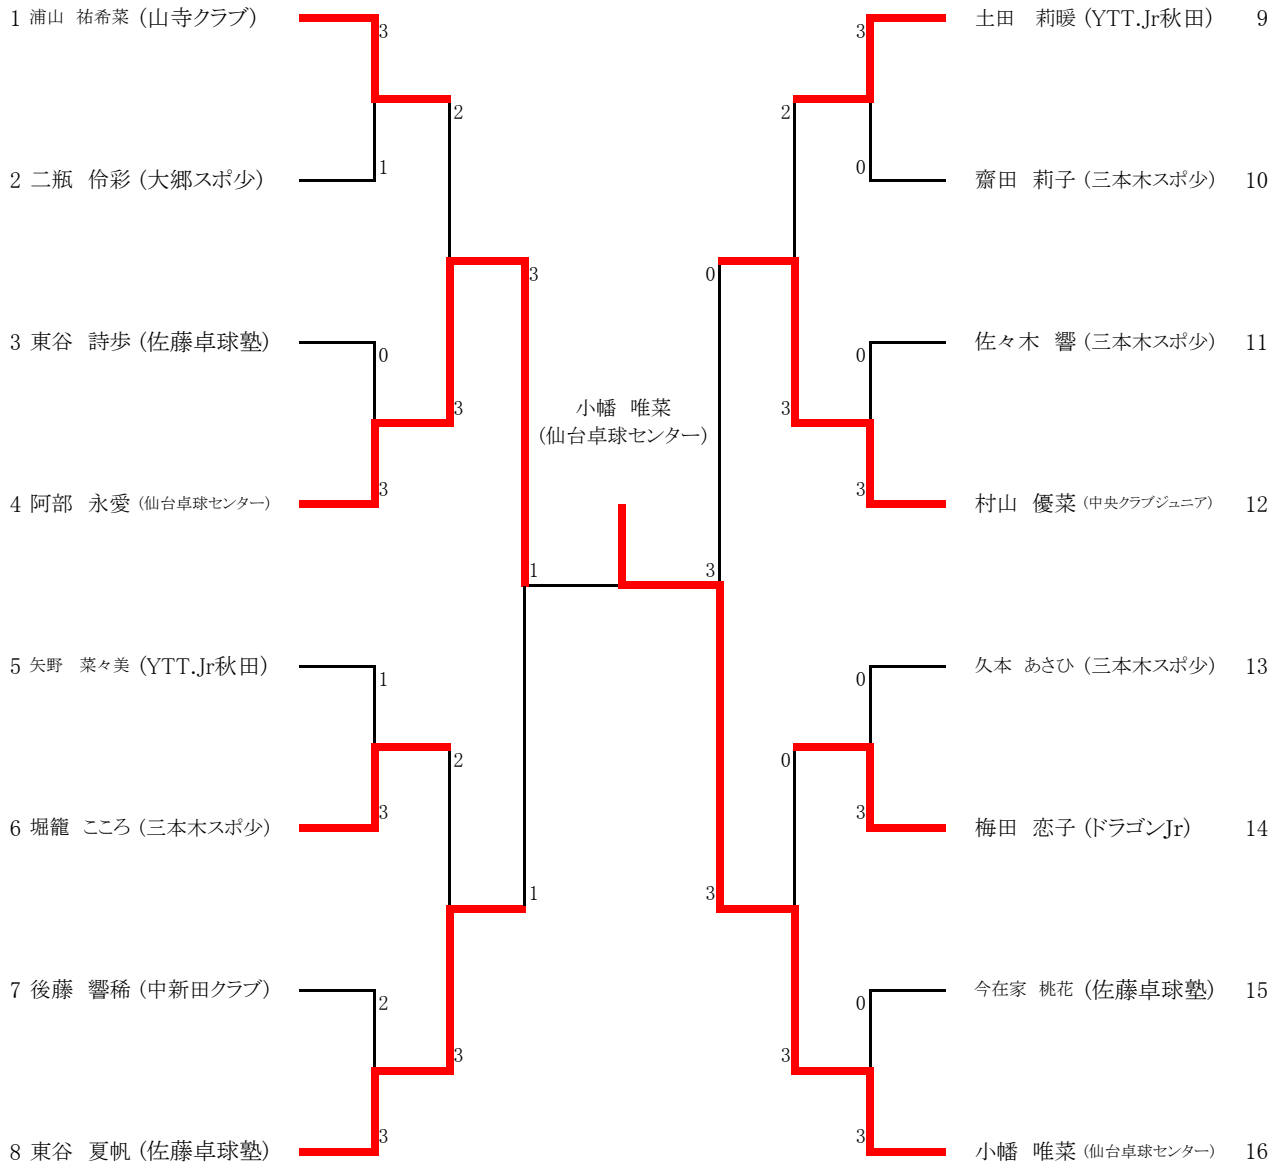 1 浦山 祐希菜 (山寺クラブ)
3
1
2 二瓶 伶彩 (大郷スポ少)
2
3 東谷 詩歩 (佐藤卓球塾)
0
3
4 阿部 永愛 (仙台卓球センター)
3
3
5 矢野 菜々美 (YTT.Jr秋田)
1
3
6 堀籠 こころ (三本木スポ少)
2
7 後藤 響稀 (中新田クラブ)
2
3
8 東谷 夏帆 (佐藤卓球塾)
3
1
1
小幡 唯菜
(仙台卓球センター)
3
土田 莉暖 (YTT.Jr秋田) 9
3
0
齋田 莉子 (三本木スポ少) 10
2
佐々木 響 (三本木スポ少) 11
0
3
村山 優菜 (中央クラブジュニア) 12
3
0
久本 あさひ (三本木スポ少) 13
0
3
梅田 恋子 (ドラゴンJr) 14
0
今在家 桃花 (佐藤卓球塾) 15
0
3
小幡 唯菜 (仙台卓球センター) 16
3
3